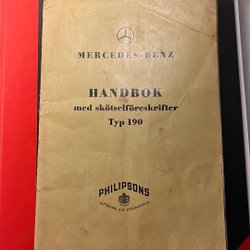 MERCEDES-BENZ
HANDBOK
med skötselföreskrifter
Typ 190
PHILIPSONS